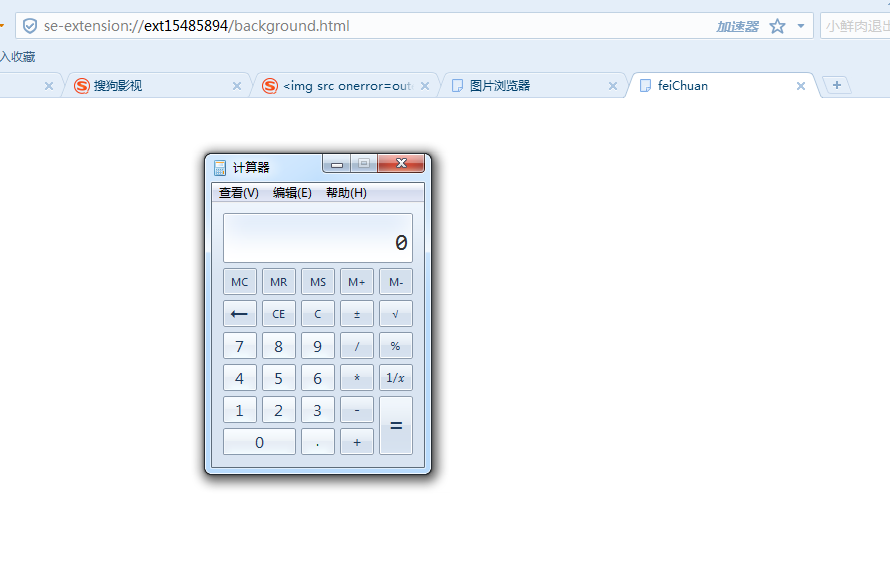 se-extension://ext15485894/background.html 加速器 小鲜肉退出
入收藏
搜狗影视 <img src onerror=out 图片浏览器 feiChuan
计算器
查看(V) 编辑(E) 帮助(H)
0
MC MR MS M+ M-
← CE C ± √
7 8 9 / %
4 5 6 * 1/x
1 2 3 - =
0 . +